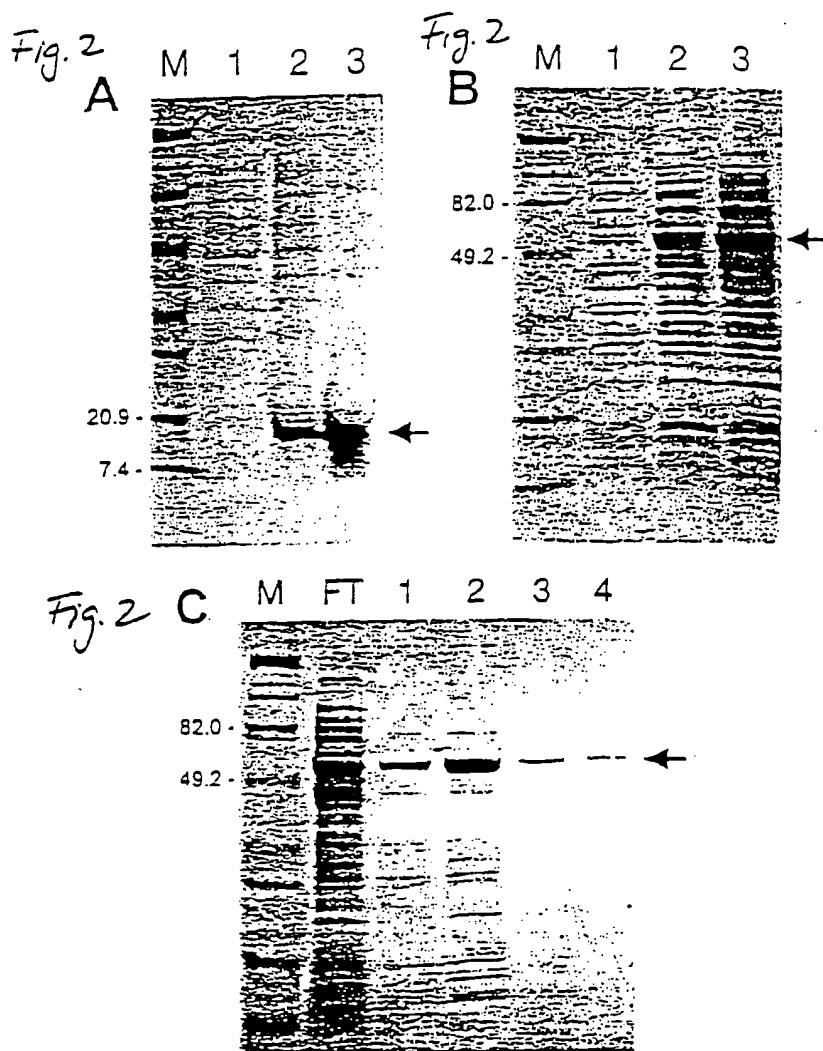 Fig. 2
A
M 1 2 3
20.9 -
7.4 -
Fig. 2
B
M 1 2 3
82.0 -
49.2 -
Fig. 2 C
M FT 1 2 3 4
82.0 -
49.2 -